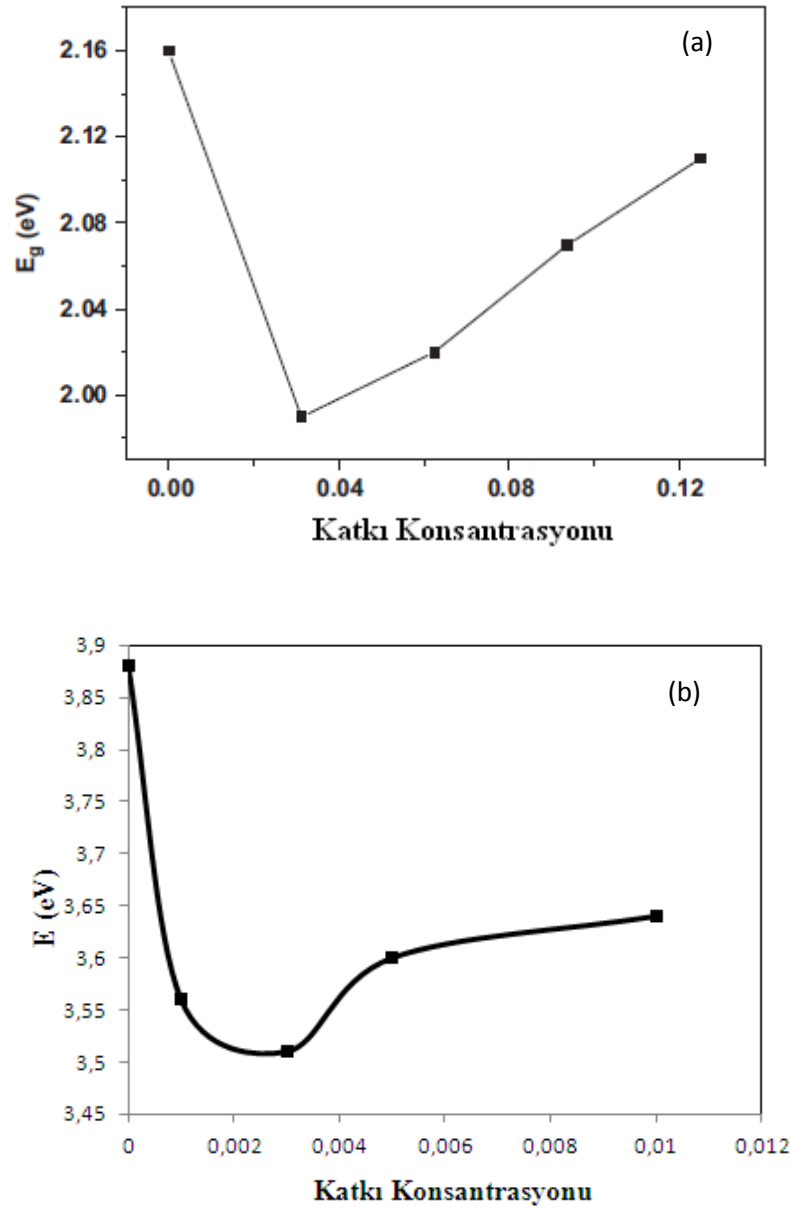 (a)
2.16
2.12
2.08
2.04
2.00
E_g (eV)
0.00 0.04 0.08 0.12
Katkı Konsantrasyonu
(b)
3,9
3,85
3,8
3,75
3,7
3,65
3,6
3,55
3,5
3,45
E (eV)
0 0,002 0,004 0,006 0,008 0,01 0,012
Katkı Konsantrasyonu